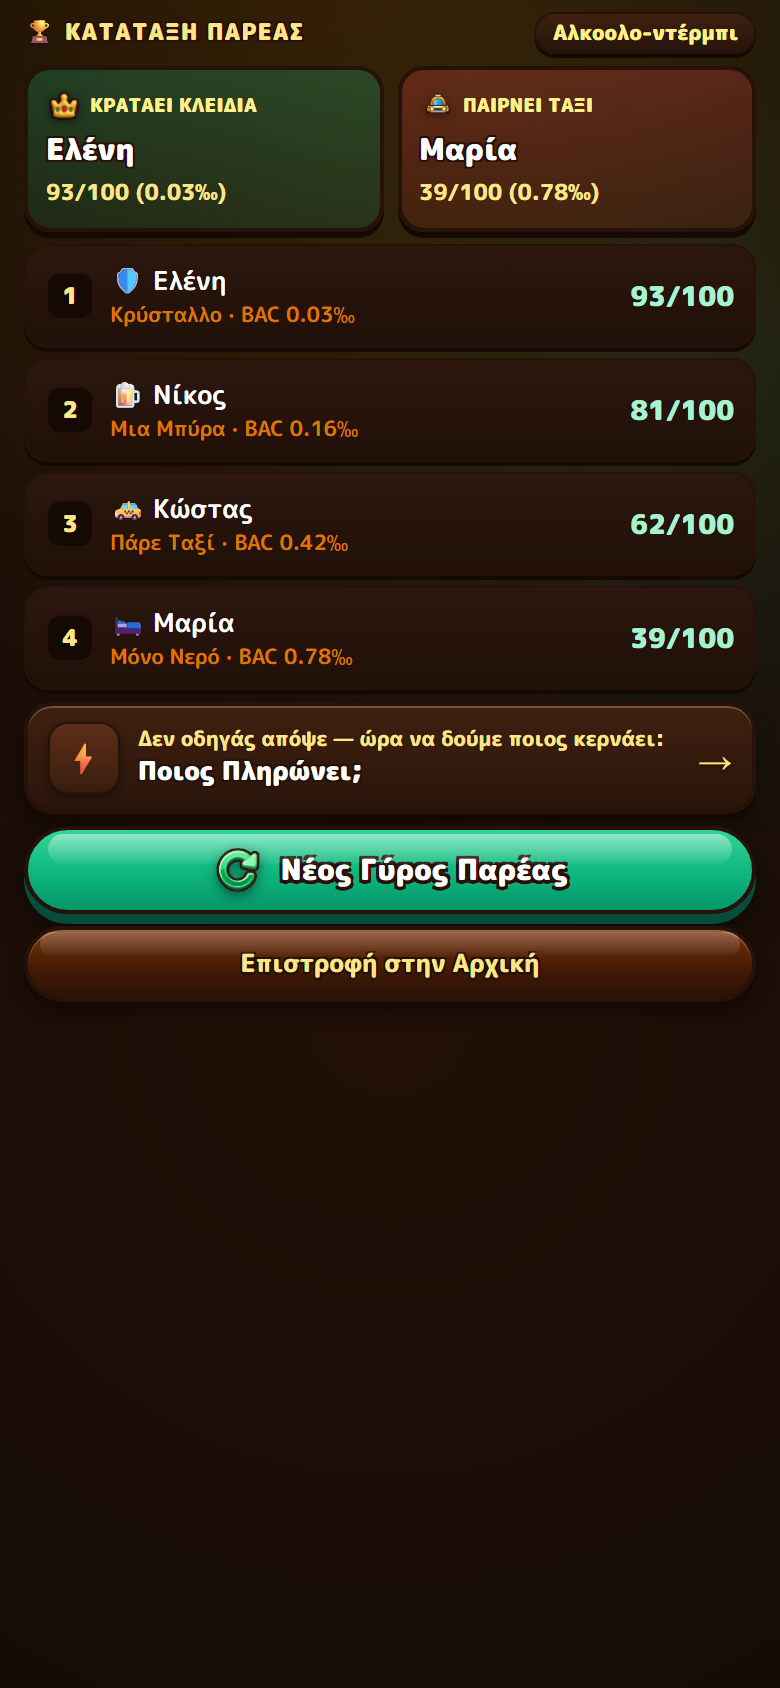 ΚΑΤΑΤΑΞΗ ΠΑΡΕΑΣ
Αλκοολο-ντέρμπι
ΚΡΑΤΑΕΙ ΚΛΕΙΔΙΑ
Ελένη
93/100 (0.03‰)
ΠΑΙΡΝΕΙ ΤΑΞΙ
Μαρία
39/100 (0.78‰)
1
Ελένη
Κρύσταλλο · BAC 0.03‰
93/100
2
Νίκος
Μια Μπύρα · BAC 0.16‰
81/100
3
Κώστας
Πάρε Ταξί · BAC 0.42‰
62/100
4
Μαρία
Μόνο Νερό · BAC 0.78‰
39/100
Δεν οδηγάς απόψε — ώρα να δούμε ποιος κερνάει:
Ποιος Πληρώνει;
→
Νέος Γύρος Παρέας
Επιστροφή στην Αρχική